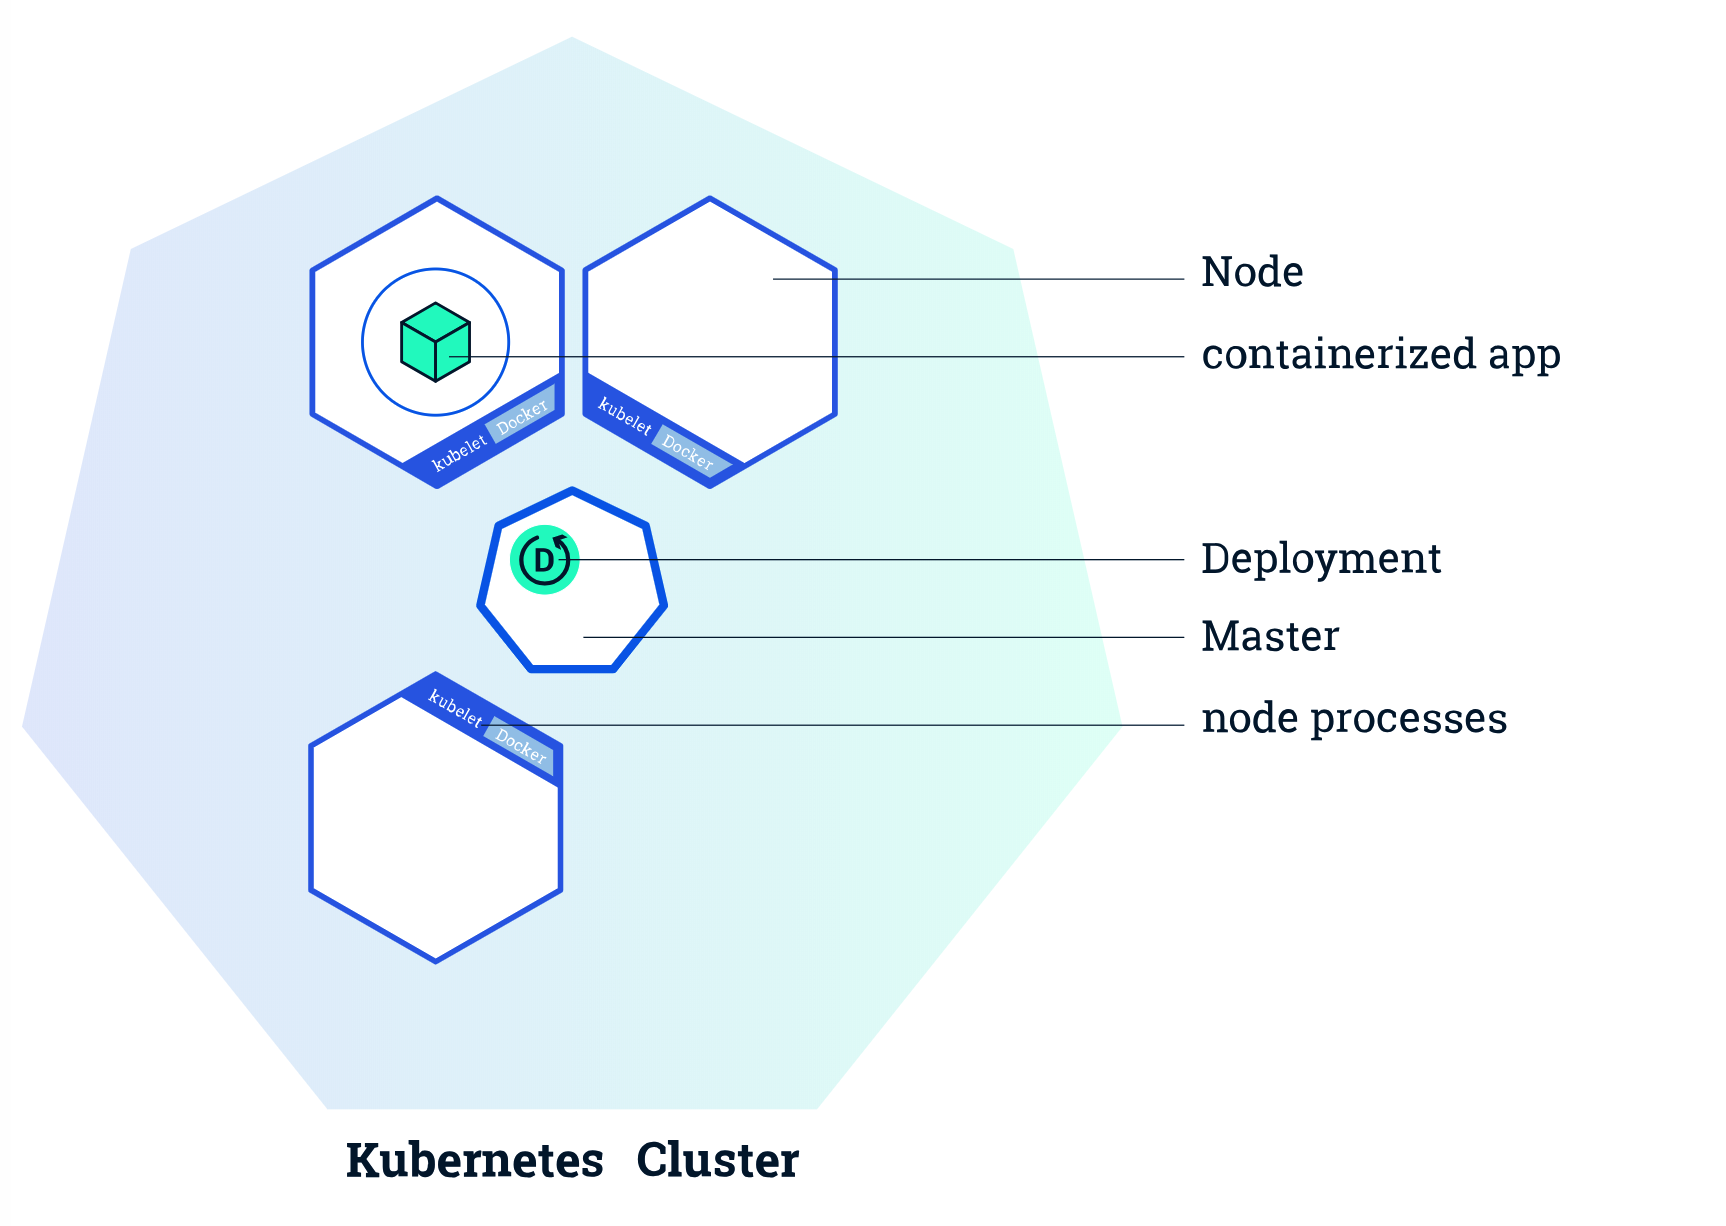 Node
containerized app
kubelet Docker
kubelet Docker
D
Deployment
Master
kubelet Docker
node processes
Kubernetes Cluster